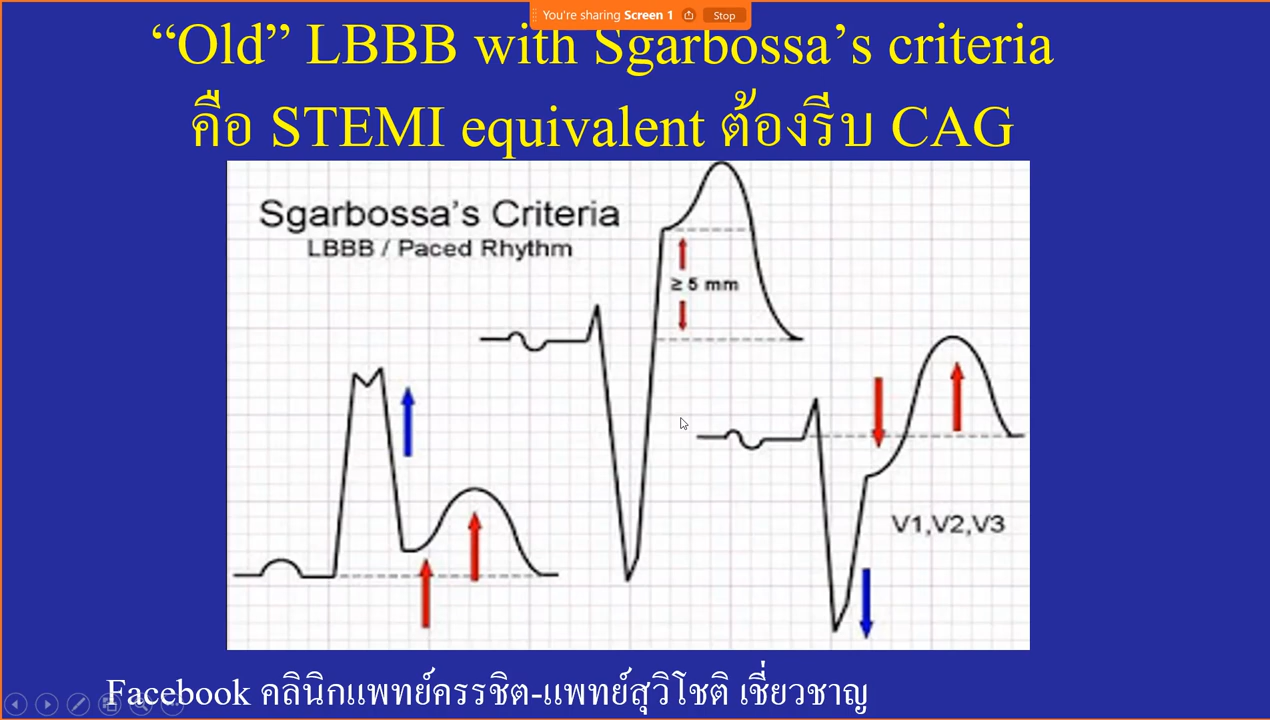 You're sharing Screen 1 Stop
“Old” LBBB with Sgarbossa’s criteria
คือ STEMI equivalent ต้องรีบ CAG
Sgarbossa's Criteria
LBBB / Paced Rhythm
≥ 5 mm
V1,V2,V3
Facebook คลินิกแพทย์ครรชิต-แพทย์สุวิโชติ เชี่ยวชาญ